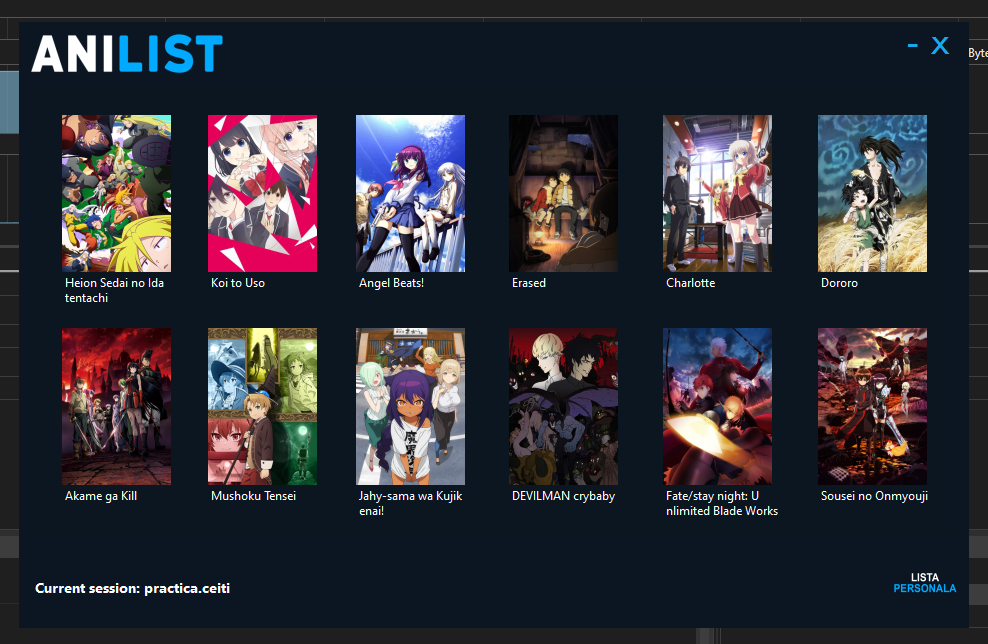 ANILIST
- X
Byte
Heion Sedai no Ida
tentachi
Koi to Uso
Angel Beats!
Erased
Charlotte
Dororo
Akame ga Kill
Mushoku Tensei
Jahy-sama wa Kujik
enai!
DEVILMAN crybaby
Fate/stay night: U
nlimited Blade Works
Sousei no Onmyouji
Current session: practica.ceiti
LISTA
PERSONALA